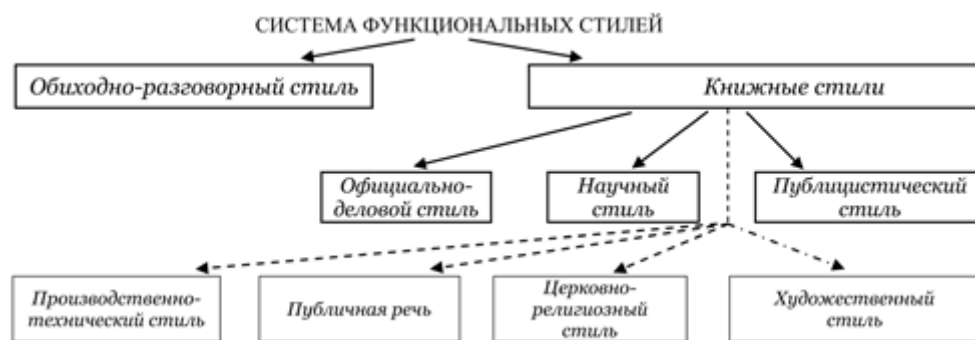 СИСТЕМА ФУНКЦИОНАЛЬНЫХ СТИЛЕЙ
Обиходно-разговорный стиль
Книжные стили
Официально-
деловой стиль
Научный
стиль
Публицистический
стиль
Производственно-
технический стиль
Публичная речь
Церковно-
религиозный
стиль
Художественный
стиль